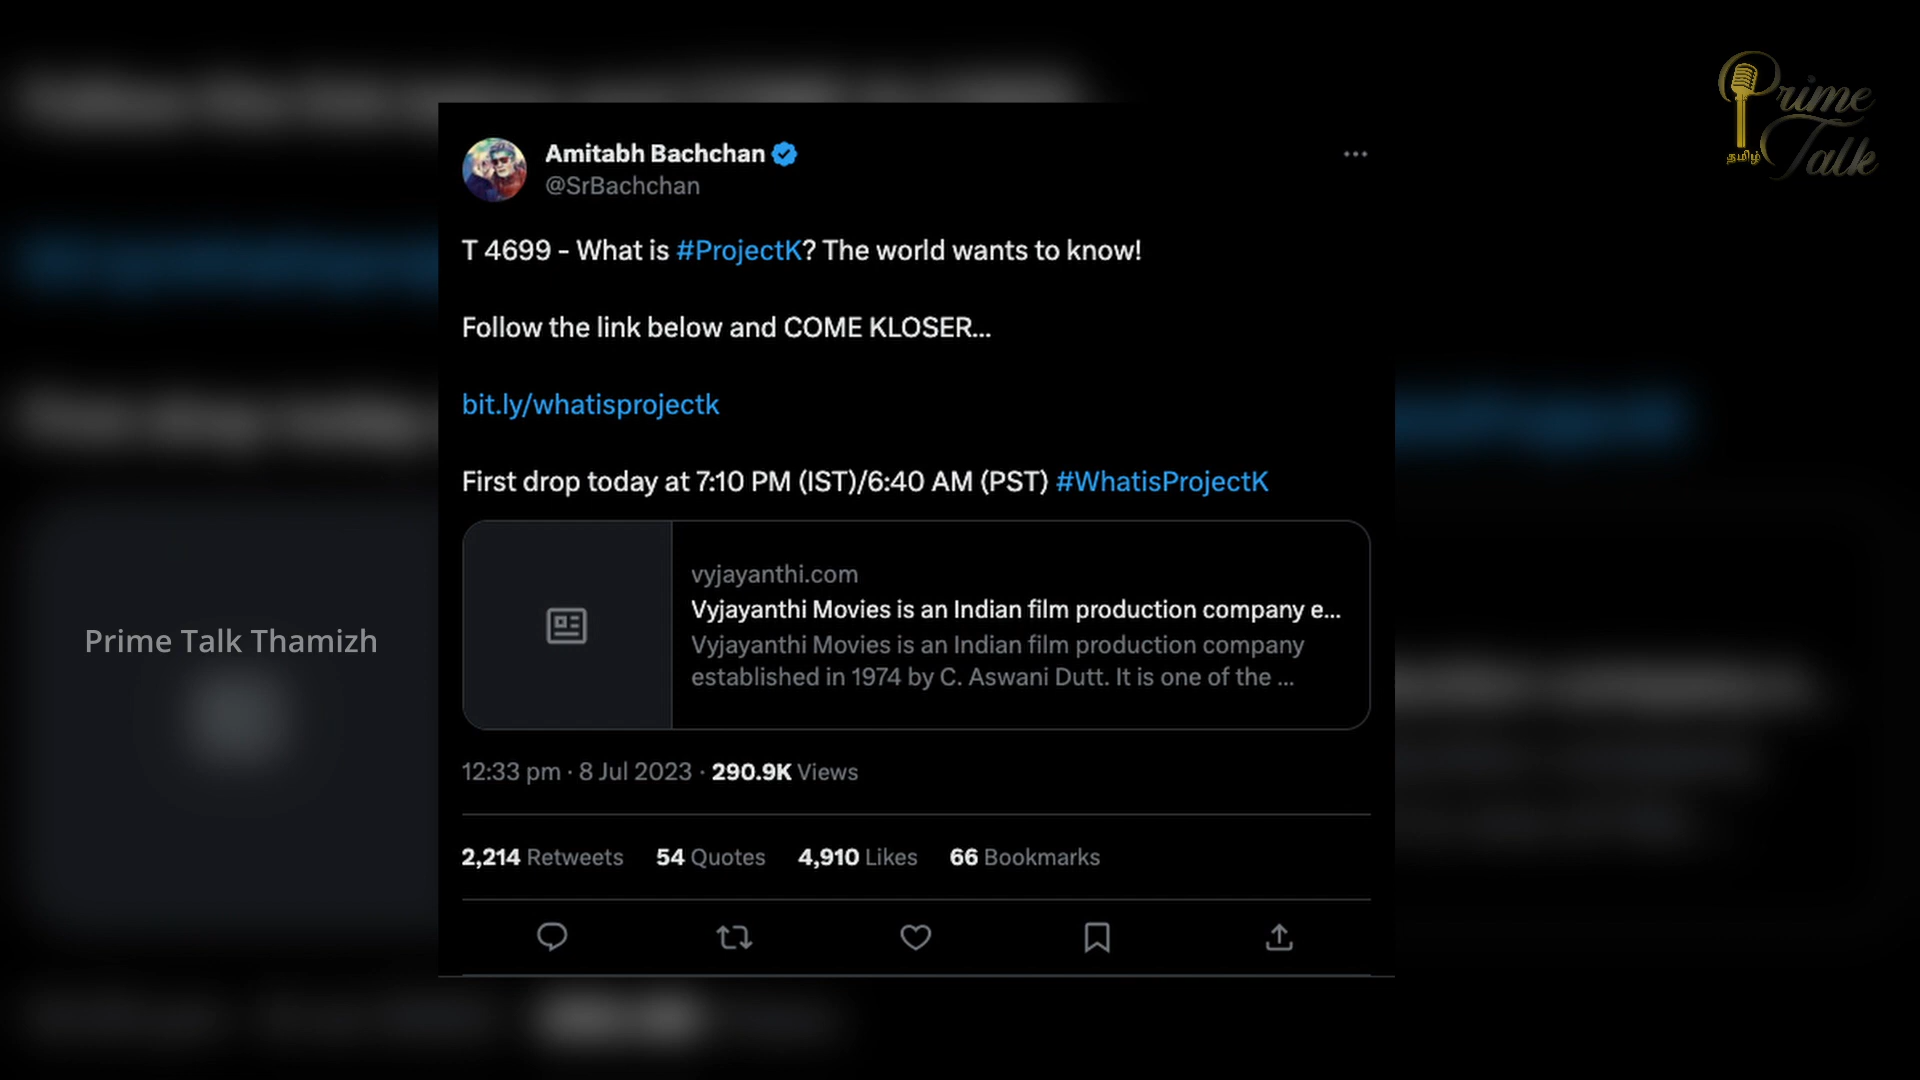 Prime
Talk
தமிழ்
Amitabh Bachchan
@SrBachchan
T 4699 - What is #ProjectK? The world wants to know!
Follow the link below and COME KLOSER...
bit.ly/whatisprojectk
First drop today at 7:10 PM (IST)/6:40 AM (PST) #WhatisProjectK
vyjayanthi.com
Vyjayanthi Movies is an Indian film production company e...
Vyjayanthi Movies is an Indian film production company
established in 1974 by C. Aswani Dutt. It is one of the ...
Prime Talk Thamizh
12:33 pm · 8 Jul 2023 · 290.9K Views
2,214 Retweets 54 Quotes 4,910 Likes 66 Bookmarks